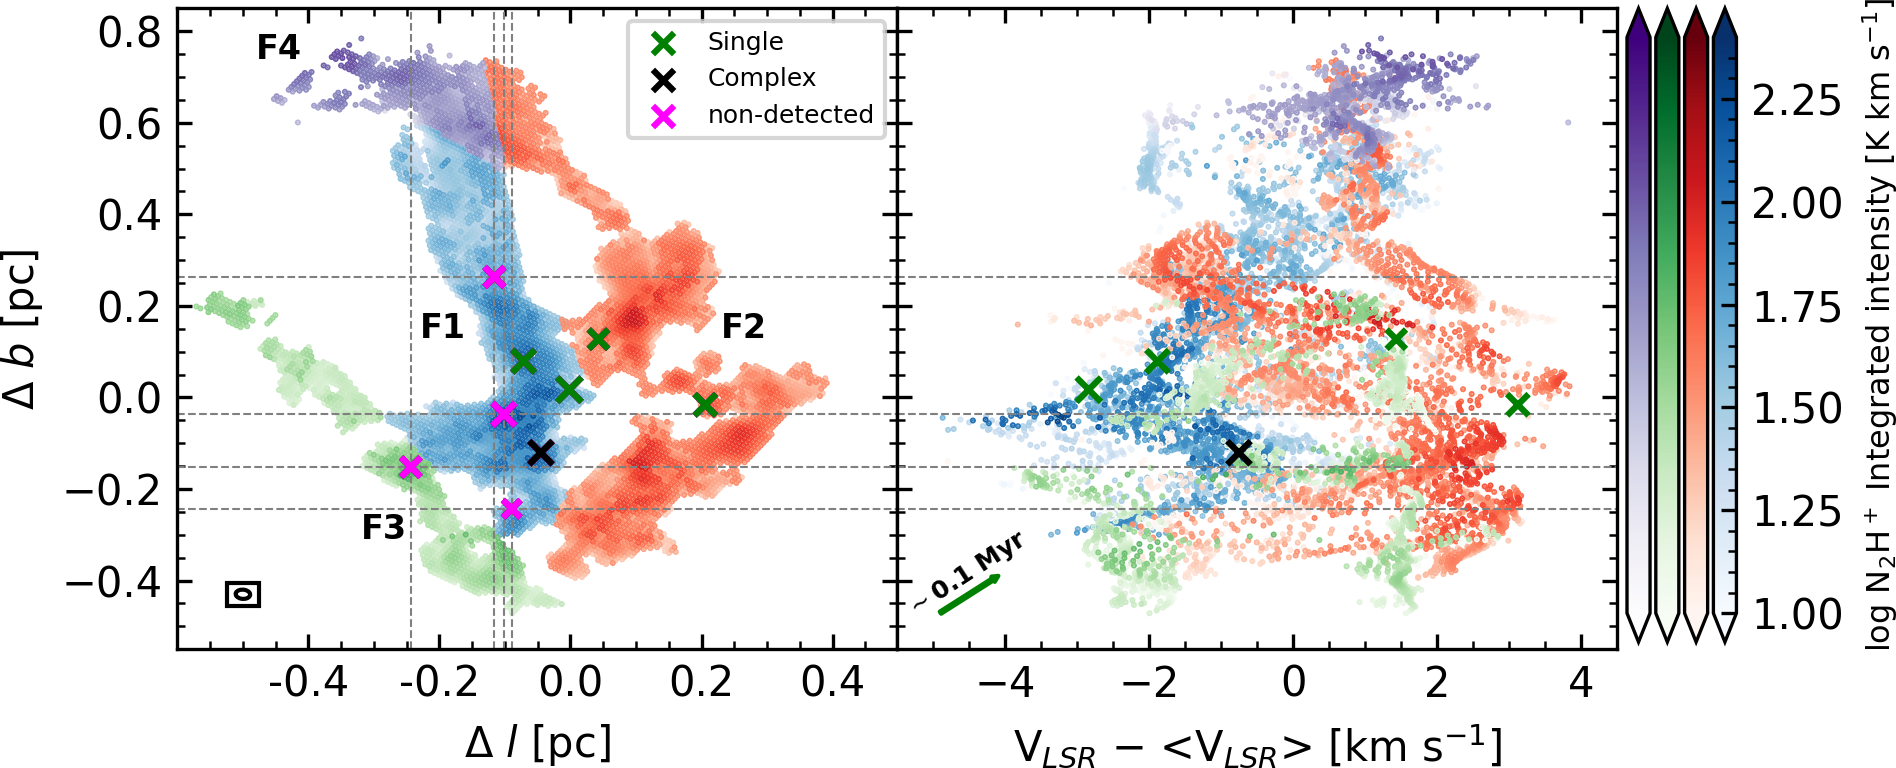 F4
Single
Complex
non-detected
F1
F2
F3
0.8
0.6
0.4
0.2
0.0
−0.2
−0.4
Δ b [pc]
-0.4
-0.2
0.0
0.2
0.4
Δ l [pc]
~ 0.1 Myr
−4
−2
0
2
4
V_LSR − <V_LSR> [km s⁻¹]
2.25
2.00
1.75
1.50
1.25
1.00
log N₂H⁺ Integrated intensity [K km s⁻¹]